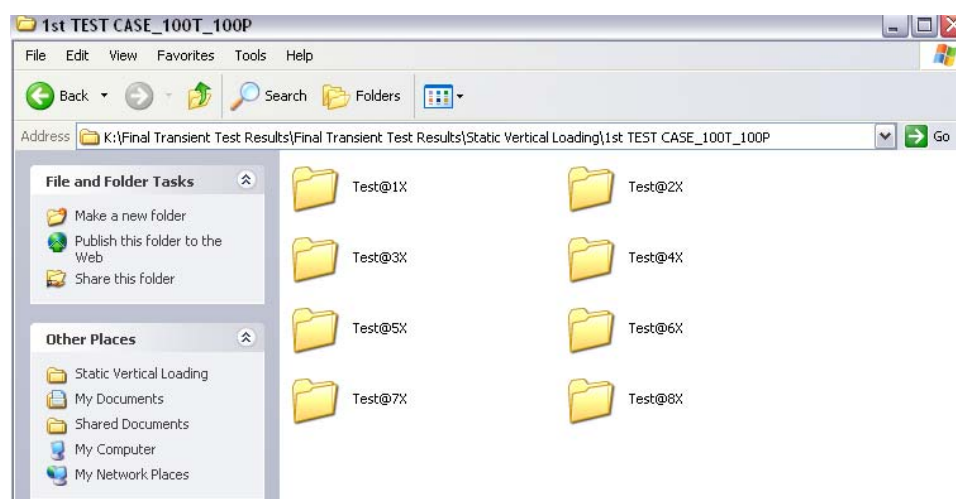 1st TEST CASE_100T_100P
File Edit View Favorites Tools Help
Back Search Folders
Address K:\Final Transient Test Results\Final Transient Test Results\Static Vertical Loading\1st TEST CASE_100T_100P Go
File and Folder Tasks
Make a new folder
Publish this folder to the
Web
Share this folder
Other Places
Static Vertical Loading
My Documents
Shared Documents
My Computer
My Network Places
Test@1X Test@2X
Test@3X Test@4X
Test@5X Test@6X
Test@7X Test@8X